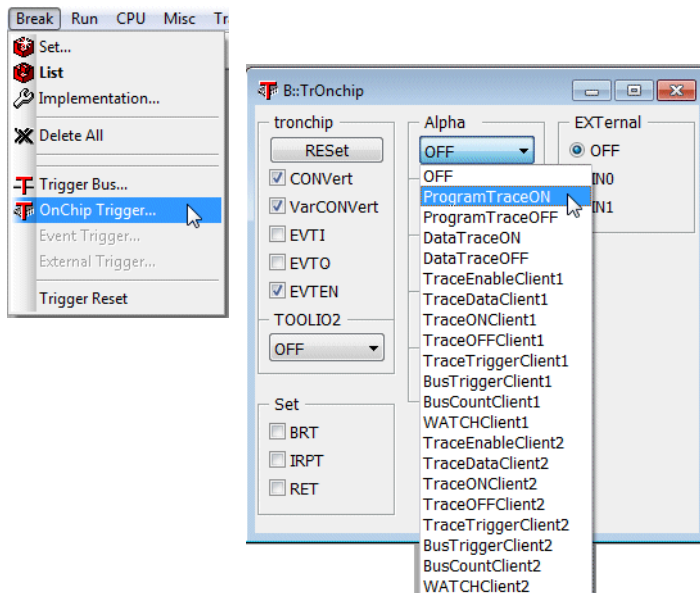 Break Run CPU Misc Tr
Set...
List
Implementation...
Delete All
Trigger Bus...
OnChip Trigger...
Event Trigger...
External Trigger...
Trigger Reset
B::TrOnchip
tronchip
RESet
CONVert
VarCONVert
EVTI
EVTO
EVTEN
TOOLIO2
OFF
Set
BRT
IRPT
RET
Alpha
OFF
OFF
ProgramTraceON
ProgramTraceOFF
DataTraceON
DataTraceOFF
TraceEnableClient1
TraceDataClient1
TraceONClient1
TraceOFFClient1
TraceTriggerClient1
BusTriggerClient1
BusCountClient1
WATCHClient1
TraceEnableClient2
TraceDataClient2
TraceONClient2
TraceOFFClient2
TraceTriggerClient2
BusTriggerClient2
BusCountClient2
WATCHClient2
EXTernal
OFF
IN0
IN1